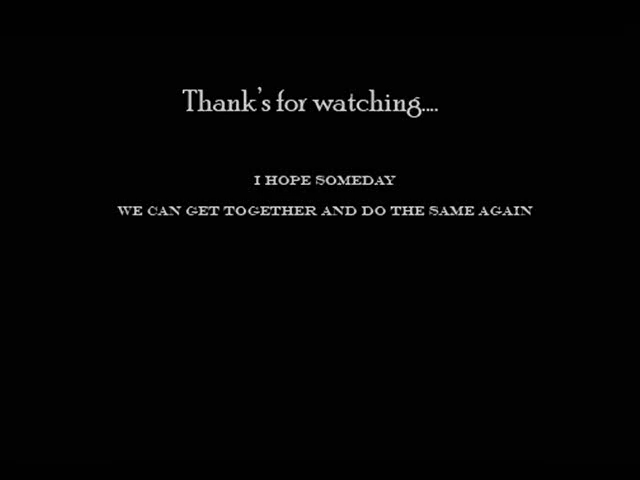 Thank's for watching....
I HOPE SOMEDAY
WE CAN GET TOGETHER AND DO THE SAME AGAIN